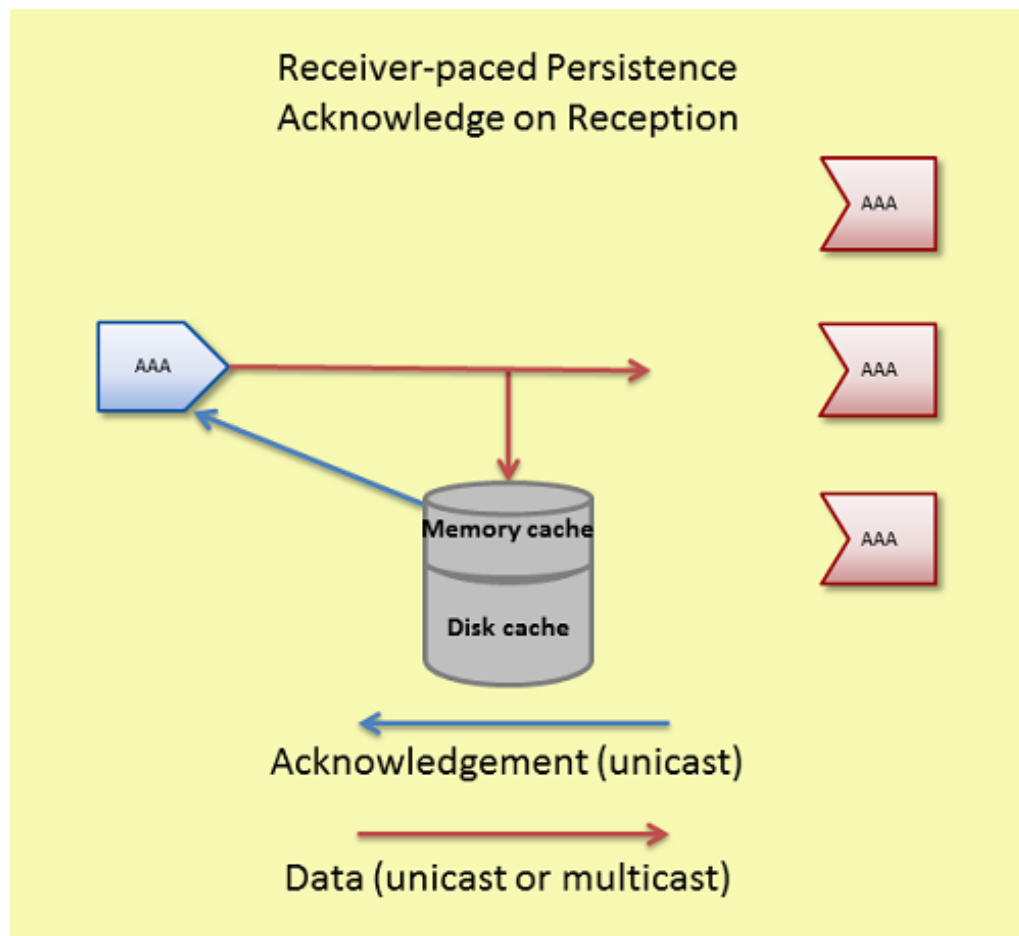 Receiver-paced Persistence
Acknowledge on Reception
AAA
AAA
AAA
AAA
Memory cache
Disk cache
Acknowledgement (unicast)
Data (unicast or multicast)